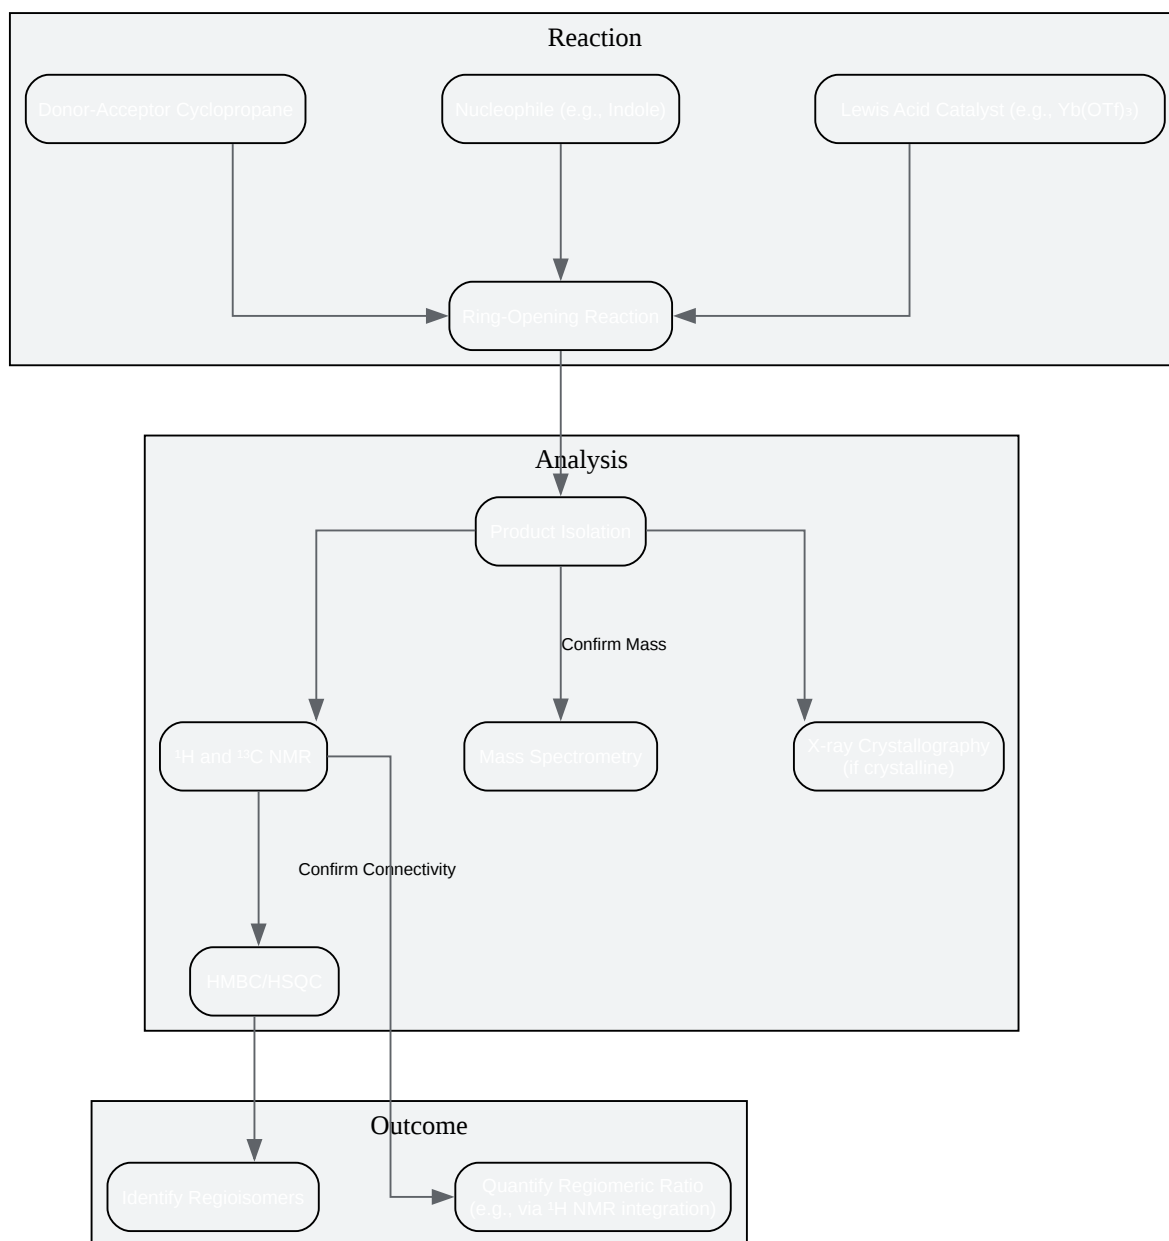 Reaction
Donor-Acceptor Cyclopropane
Nucleophile (e.g., Indole)
Lewis Acid Catalyst (e.g., Yb(OTf)₃)
Ring-Opening Reaction
Analysis
Product Isolation
Confirm Mass
¹H and ¹³C NMR
Mass Spectrometry
X-ray Crystallography
(if crystalline)
Confirm Connectivity
HMBC/HSQC
Outcome
Identify Regioisomers
Quantify Regiomeric Ratio
(e.g., via ¹H NMR integration)